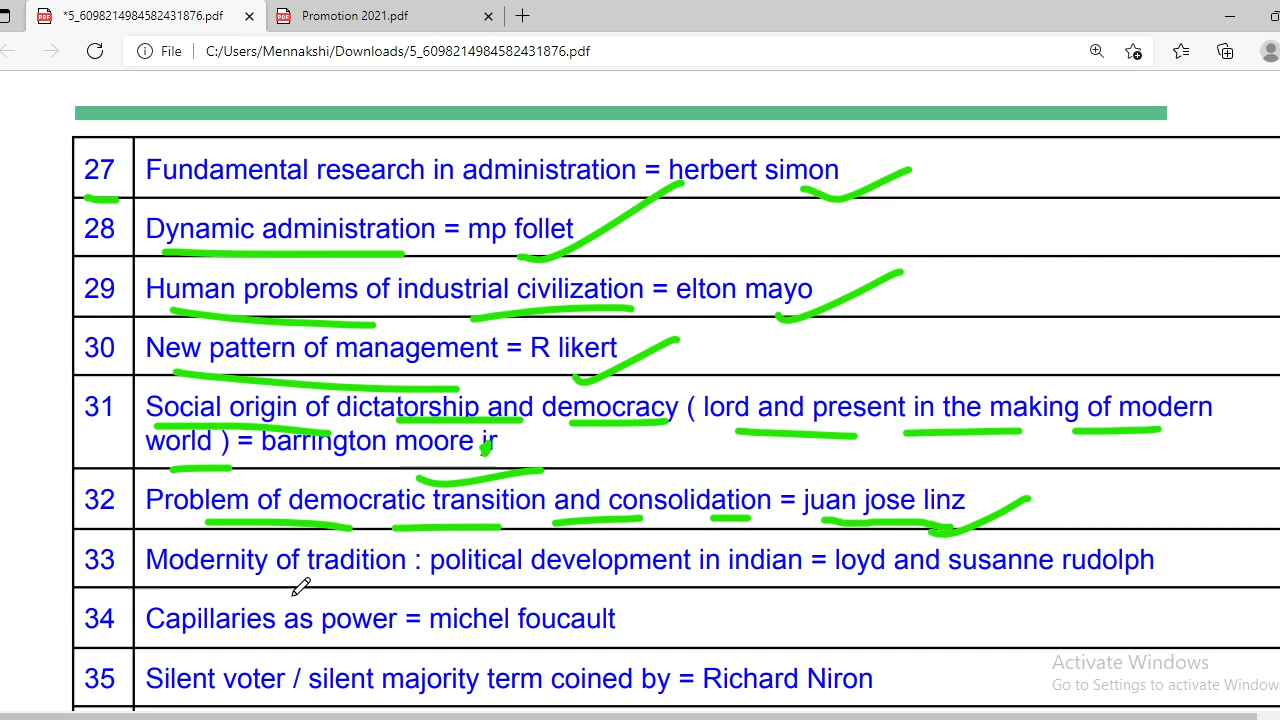 *5_6098214984582431876.pdf
Promotion 2021.pdf
File
C:/Users/Mennakshi/Downloads/5_6098214984582431876.pdf
27 Fundamental research in administration = herbert simon
28 Dynamic administration = mp follet
29 Human problems of industrial civilization = elton mayo
30 New pattern of management = R likert
31 Social origin of dictatorship and democracy ( lord and present in the making of modern
world ) = barrington moore jr
32 Problem of democratic transition and consolidation = juan jose linz
33 Modernity of tradition : political development in indian = loyd and susanne rudolph
34 Capillaries as power = michel foucault
35 Silent voter / silent majority term coined by = Richard Niron
Activate Windows
Go to Settings to activate Window